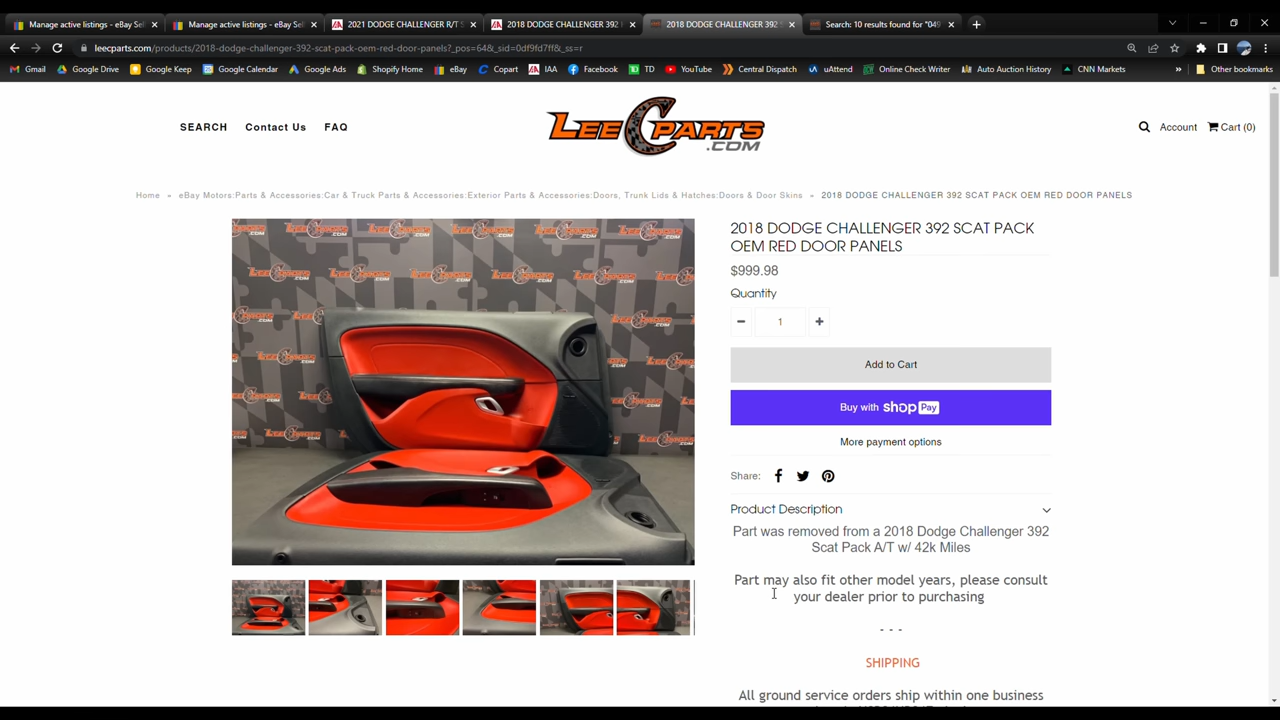 Manage active listings - eBay Sel
Manage active listings - eBay Sel
2021 DODGE CHALLENGER R/T S
2018 DODGE CHALLENGER 392
2018 DODGE CHALLENGER 392
Search: 10 results found for "049
leecparts.com/products/2018-dodge-challenger-392-scat-pack-oem-red-door-panels?_pos=64&_sid=0df9fd7ff&_ss=r
Gmail
Google Drive
Google Keep
Google Calendar
Google Ads
Shopify Home
eBay
Copart
IAA
Facebook
TD
YouTube
Central Dispatch
uAttend
Online Check Writer
Auto Auction History
CNN Markets
Other bookmarks
SEARCH Contact Us FAQ
LEE C PARTS
.COM
Account Cart (0)
Home » eBay Motors:Parts & Accessories:Car & Truck Parts & Accessories:Exterior Parts & Accessories:Doors, Trunk Lids & Hatches:Doors & Door Skins » 2018 DODGE CHALLENGER 392 SCAT PACK OEM RED DOOR PANELS
2018 DODGE CHALLENGER 392 SCAT PACK
OEM RED DOOR PANELS
$999.98
Quantity
− 1 +
Add to Cart
Buy with shop Pay
More payment options
Share:
Product Description
Part was removed from a 2018 Dodge Challenger 392
Scat Pack A/T w/ 42k Miles
Part may also fit other model years, please consult
your dealer prior to purchasing
- - -
SHIPPING
All ground service orders ship within one business